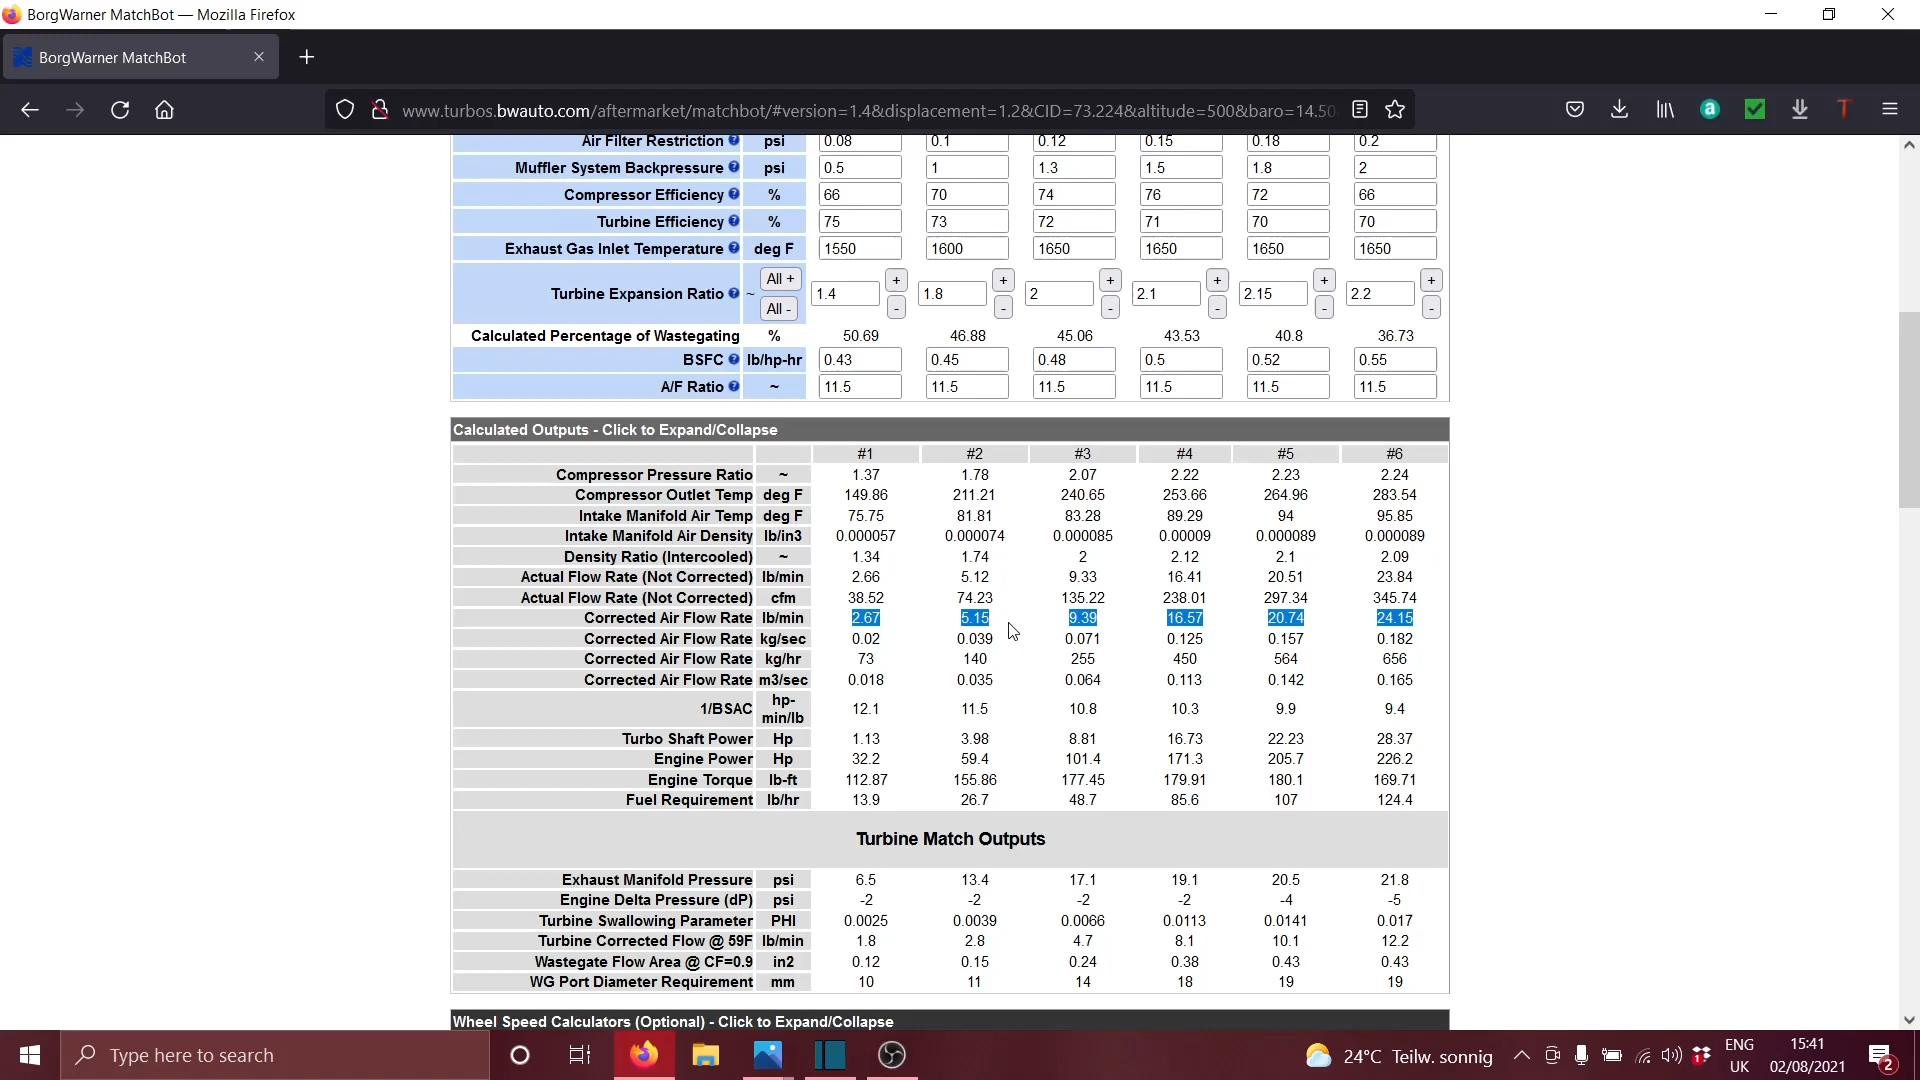 BorgWarner MatchBot — Mozilla Firefox
BorgWarner MatchBot
www.turbos.bwauto.com/aftermarket/matchbot/#version=1.4&displacement=1.2&CID=73.224&altitude=500&baro=14.50
Air Filter Restriction ? psi 0.08 0.1 0.12 0.15 0.18 0.2
Muffler System Backpressure ? psi 0.5 1 1.3 1.5 1.8 2
Compressor Efficiency ? % 66 70 74 76 72 66
Turbine Efficiency ? % 75 73 72 71 70 70
Exhaust Gas Inlet Temperature ? deg F 1550 1600 1650 1650 1650 1650
All + + + + + + +
Turbine Expansion Ratio ? ~ 1.4 1.8 2 2.1 2.15 2.2
All - - - - - - -
Calculated Percentage of Wastegating % 50.69 46.88 45.06 43.53 40.8 36.73
BSFC ? lb/hp-hr 0.43 0.45 0.48 0.5 0.52 0.55
A/F Ratio ? ~ 11.5 11.5 11.5 11.5 11.5 11.5
Calculated Outputs - Click to Expand/Collapse
#1 #2 #3 #4 #5 #6
Compressor Pressure Ratio ~ 1.37 1.78 2.07 2.22 2.23 2.24
Compressor Outlet Temp deg F 149.86 211.21 240.65 253.66 264.96 283.54
Intake Manifold Air Temp deg F 75.75 81.81 83.28 89.29 94 95.85
Intake Manifold Air Density lb/in3 0.000057 0.000074 0.000085 0.00009 0.000089 0.000089
Density Ratio (Intercooled) ~ 1.34 1.74 2 2.12 2.1 2.09
Actual Flow Rate (Not Corrected) lb/min 2.66 5.12 9.33 16.41 20.51 23.84
Actual Flow Rate (Not Corrected) cfm 38.52 74.23 135.22 238.01 297.34 345.74
Corrected Air Flow Rate lb/min 2.67 5.15 9.39 16.57 20.74 24.15
Corrected Air Flow Rate kg/sec 0.02 0.039 0.071 0.125 0.157 0.182
Corrected Air Flow Rate kg/hr 73 140 255 450 564 656
Corrected Air Flow Rate m3/sec 0.018 0.035 0.064 0.113 0.142 0.165
1/BSAC hp-min/lb 12.1 11.5 10.8 10.3 9.9 9.4
Turbo Shaft Power Hp 1.13 3.98 8.81 16.73 22.23 28.37
Engine Power Hp 32.2 59.4 101.4 171.3 205.7 226.2
Engine Torque lb-ft 112.87 155.86 177.45 179.91 180.1 169.71
Fuel Requirement lb/hr 13.9 26.7 48.7 85.6 107 124.4
Turbine Match Outputs
Exhaust Manifold Pressure psi 6.5 13.4 17.1 19.1 20.5 21.8
Engine Delta Pressure (dP) psi -2 -2 -2 -2 -4 -5
Turbine Swallowing Parameter PHI 0.0025 0.0039 0.0066 0.0113 0.0141 0.017
Turbine Corrected Flow @ 59F lb/min 1.8 2.8 4.7 8.1 10.1 12.2
Wastegate Flow Area @ CF=0.9 in2 0.12 0.15 0.24 0.38 0.43 0.43
WG Port Diameter Requirement mm 10 11 14 18 19 19
Wheel Speed Calculators (Optional) - Click to Expand/Collapse
Type here to search
24°C Teilw. sonnig
ENG
UK
15:41
02/08/2021
2